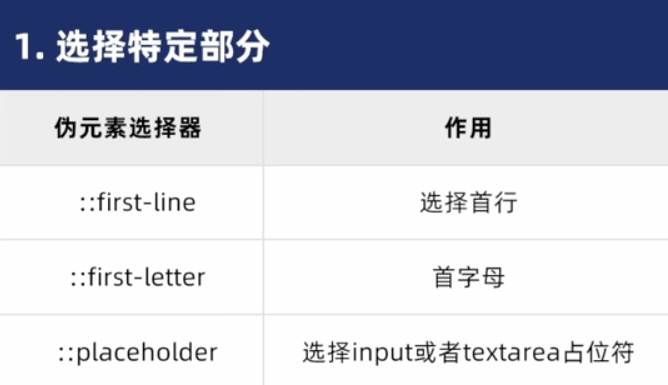 1. 选择特定部分
伪元素选择器 作用
::first-line 选择首行
::first-letter 首字母
::placeholder 选择input或者textarea占位符